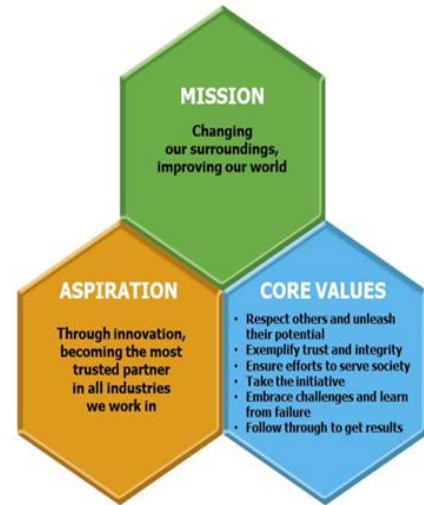 MISSION
Changing
our surroundings,
improving our world
ASPIRATION
Through innovation,
becoming the most
trusted partner
in all industries
we work in
CORE VALUES
· Respect others and unleash
their potential
· Exemplify trust and integrity
· Ensure efforts to serve society
· Take the initiative
· Embrace challenges and learn
from failure
· Follow through to get results